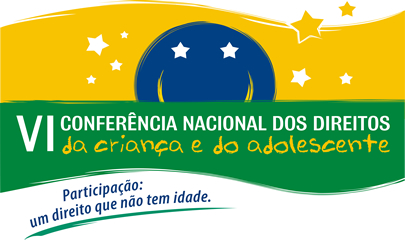 VI CONFERÊNCIA NACIONAL DOS DIREITOS
da criança e do adolescente
Participação:
um direito que não tem idade.